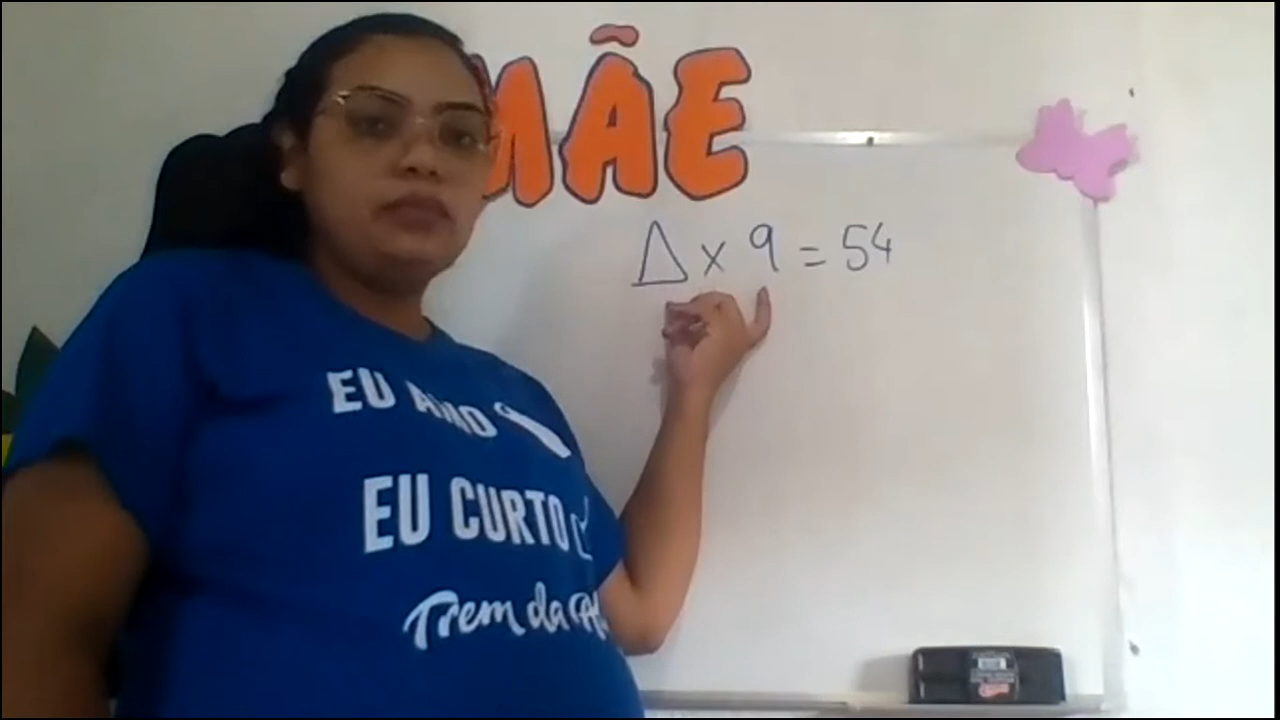 MÃE
Δ x 9 = 54
EU AMO
EU CURTO
Trem da